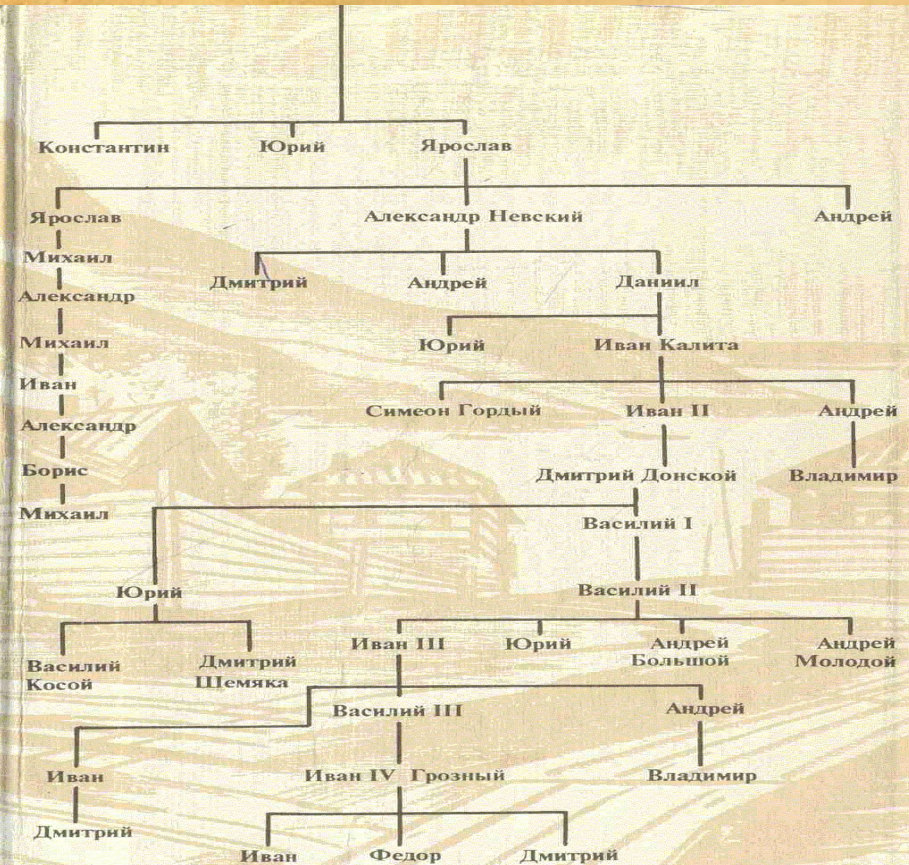 Константин Юрий Ярослав
Ярослав Александр Невский Андрей
Михаил
Дмитрий Андрей Даниил
Александр
Михаил Юрий Иван Калита
Иван
Симеон Гордый Иван II Андрей
Александр
Борис Дмитрий Донской Владимир
Михаил Василий I
Юрий Василий II
Иван III Юрий Андрей Большой Андрей Молодой
Василий Косой Дмитрий Шемяка
Василий III Андрей
Иван Иван IV Грозный Владимир
Дмитрий
Иван Федор Дмитрий